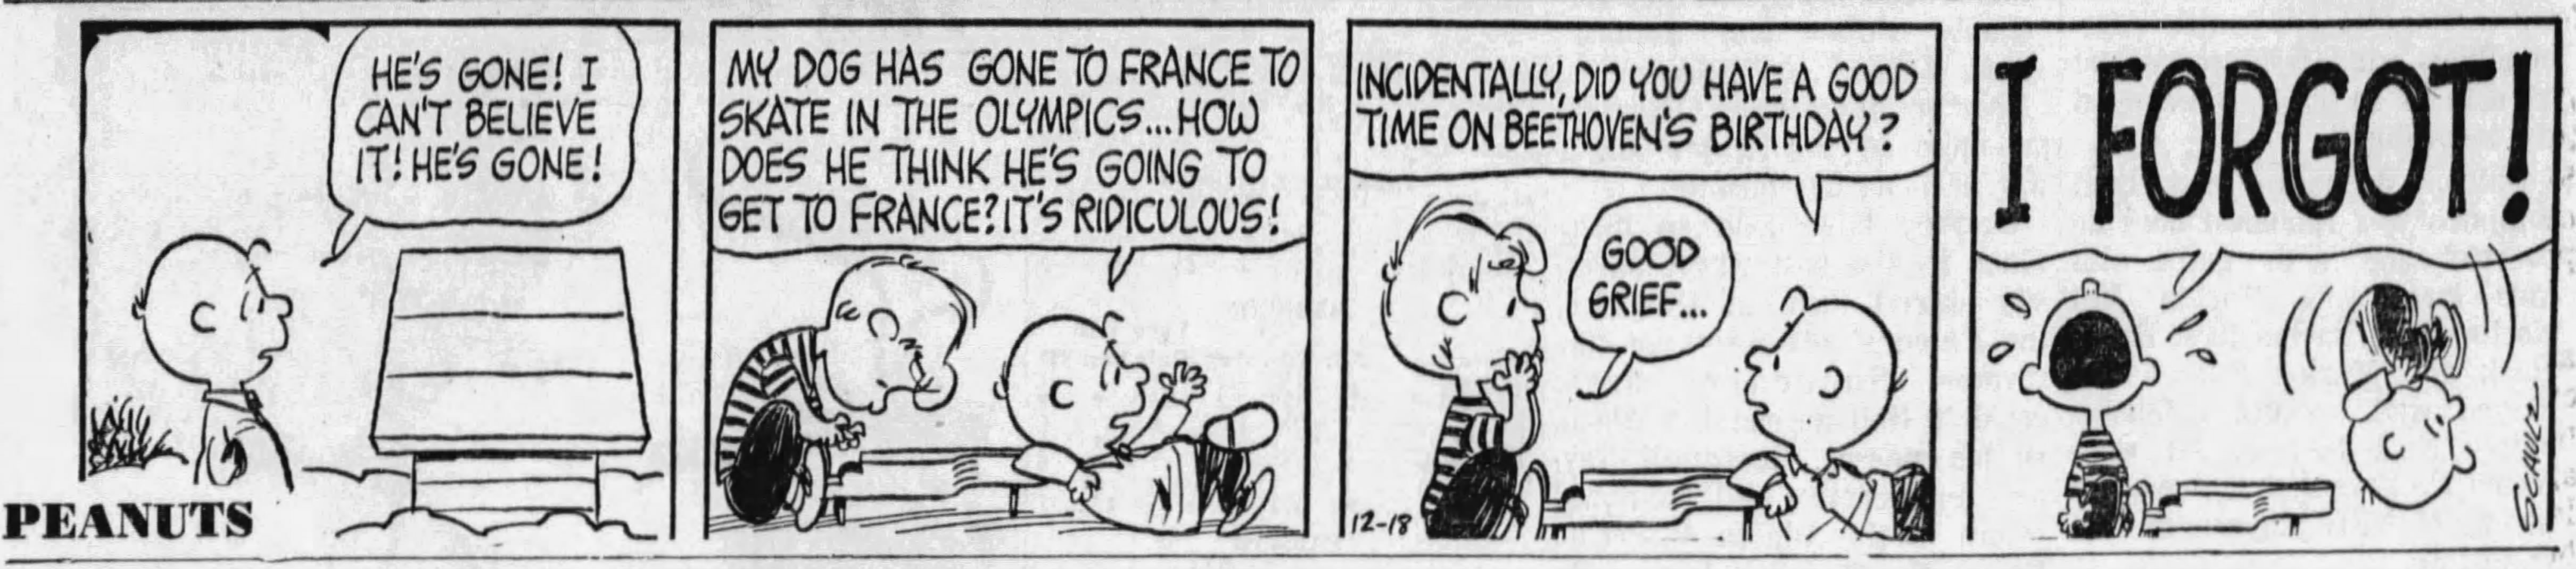 HE'S GONE! I
CAN'T BELIEVE
IT! HE'S GONE!
PEANUTS
MY DOG HAS GONE TO FRANCE TO
SKATE IN THE OLYMPICS...HOW
DOES HE THINK HE'S GOING TO
GET TO FRANCE? IT'S RIDICULOUS!
INCIDENTALLY, DID YOU HAVE A GOOD
TIME ON BEETHOVEN'S BIRTHDAY?
GOOD
GRIEF...
12-18
I FORGOT!
SCHULZ